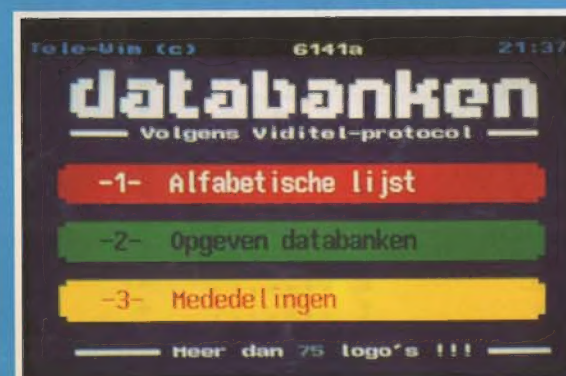 Tele-Wim (c) 6141a 21:37
databanken
Volgens Viditel-protocol
-1- Alfabetische lijst
-2- Opgeven databanken
-3- Mededelingen
Meer dan 75 logo's !!!